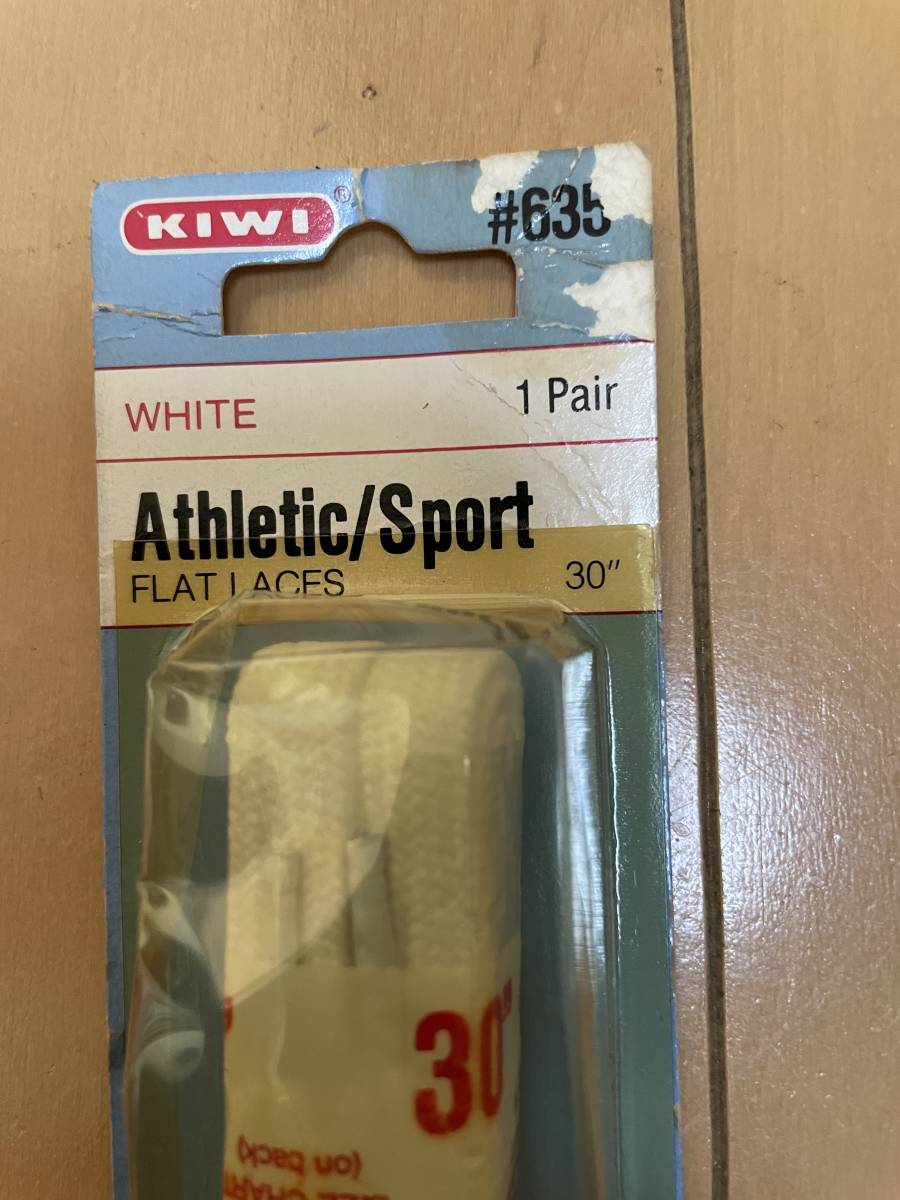 KIWI ® #635
WHITE 1 Pair
Athletic/Sport
FLAT LACES 30"
30"
(on back)